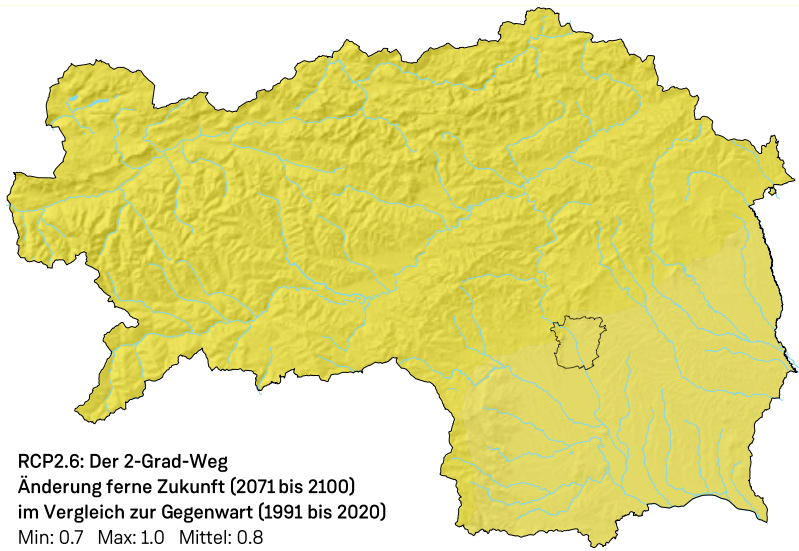 RCP2.6: Der 2-Grad-Weg
Änderung ferne Zukunft (2071 bis 2100)
im Vergleich zur Gegenwart (1991 bis 2020)
Min: 0.7 Max: 1.0 Mittel: 0.8